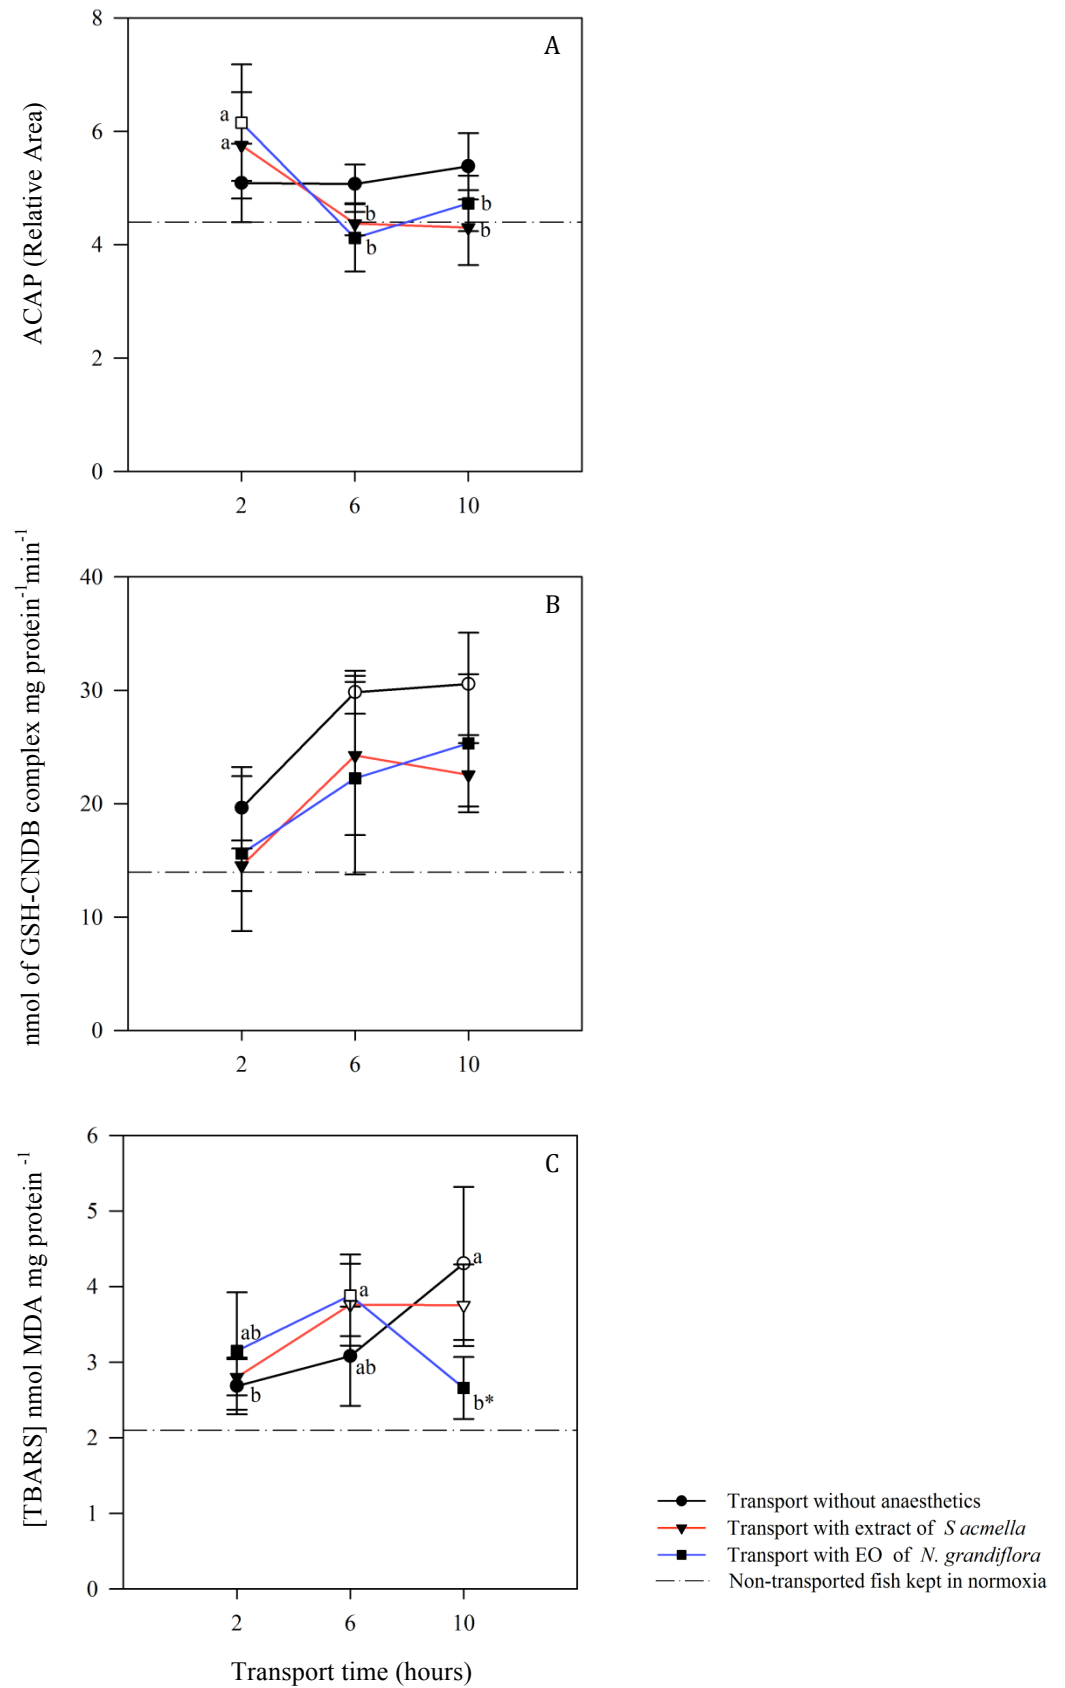 8
A
6
a
a
b
b
b
b
4
2
0
2 6 10
ACAP (Relative Area)
40
B
30
20
10
0
2 6 10
nmol of GSH-CNDB complex mg protein⁻¹min⁻¹
6
C
5
a
4
a
ab
3
ab
b
b*
2
1
0
2 6 10
[TBARS] nmol MDA mg protein ⁻¹
Transport time (hours)
Transport without anaesthetics
Transport with extract of S acmella
Transport with EO of N. grandiflora
Non-transported fish kept in normoxia